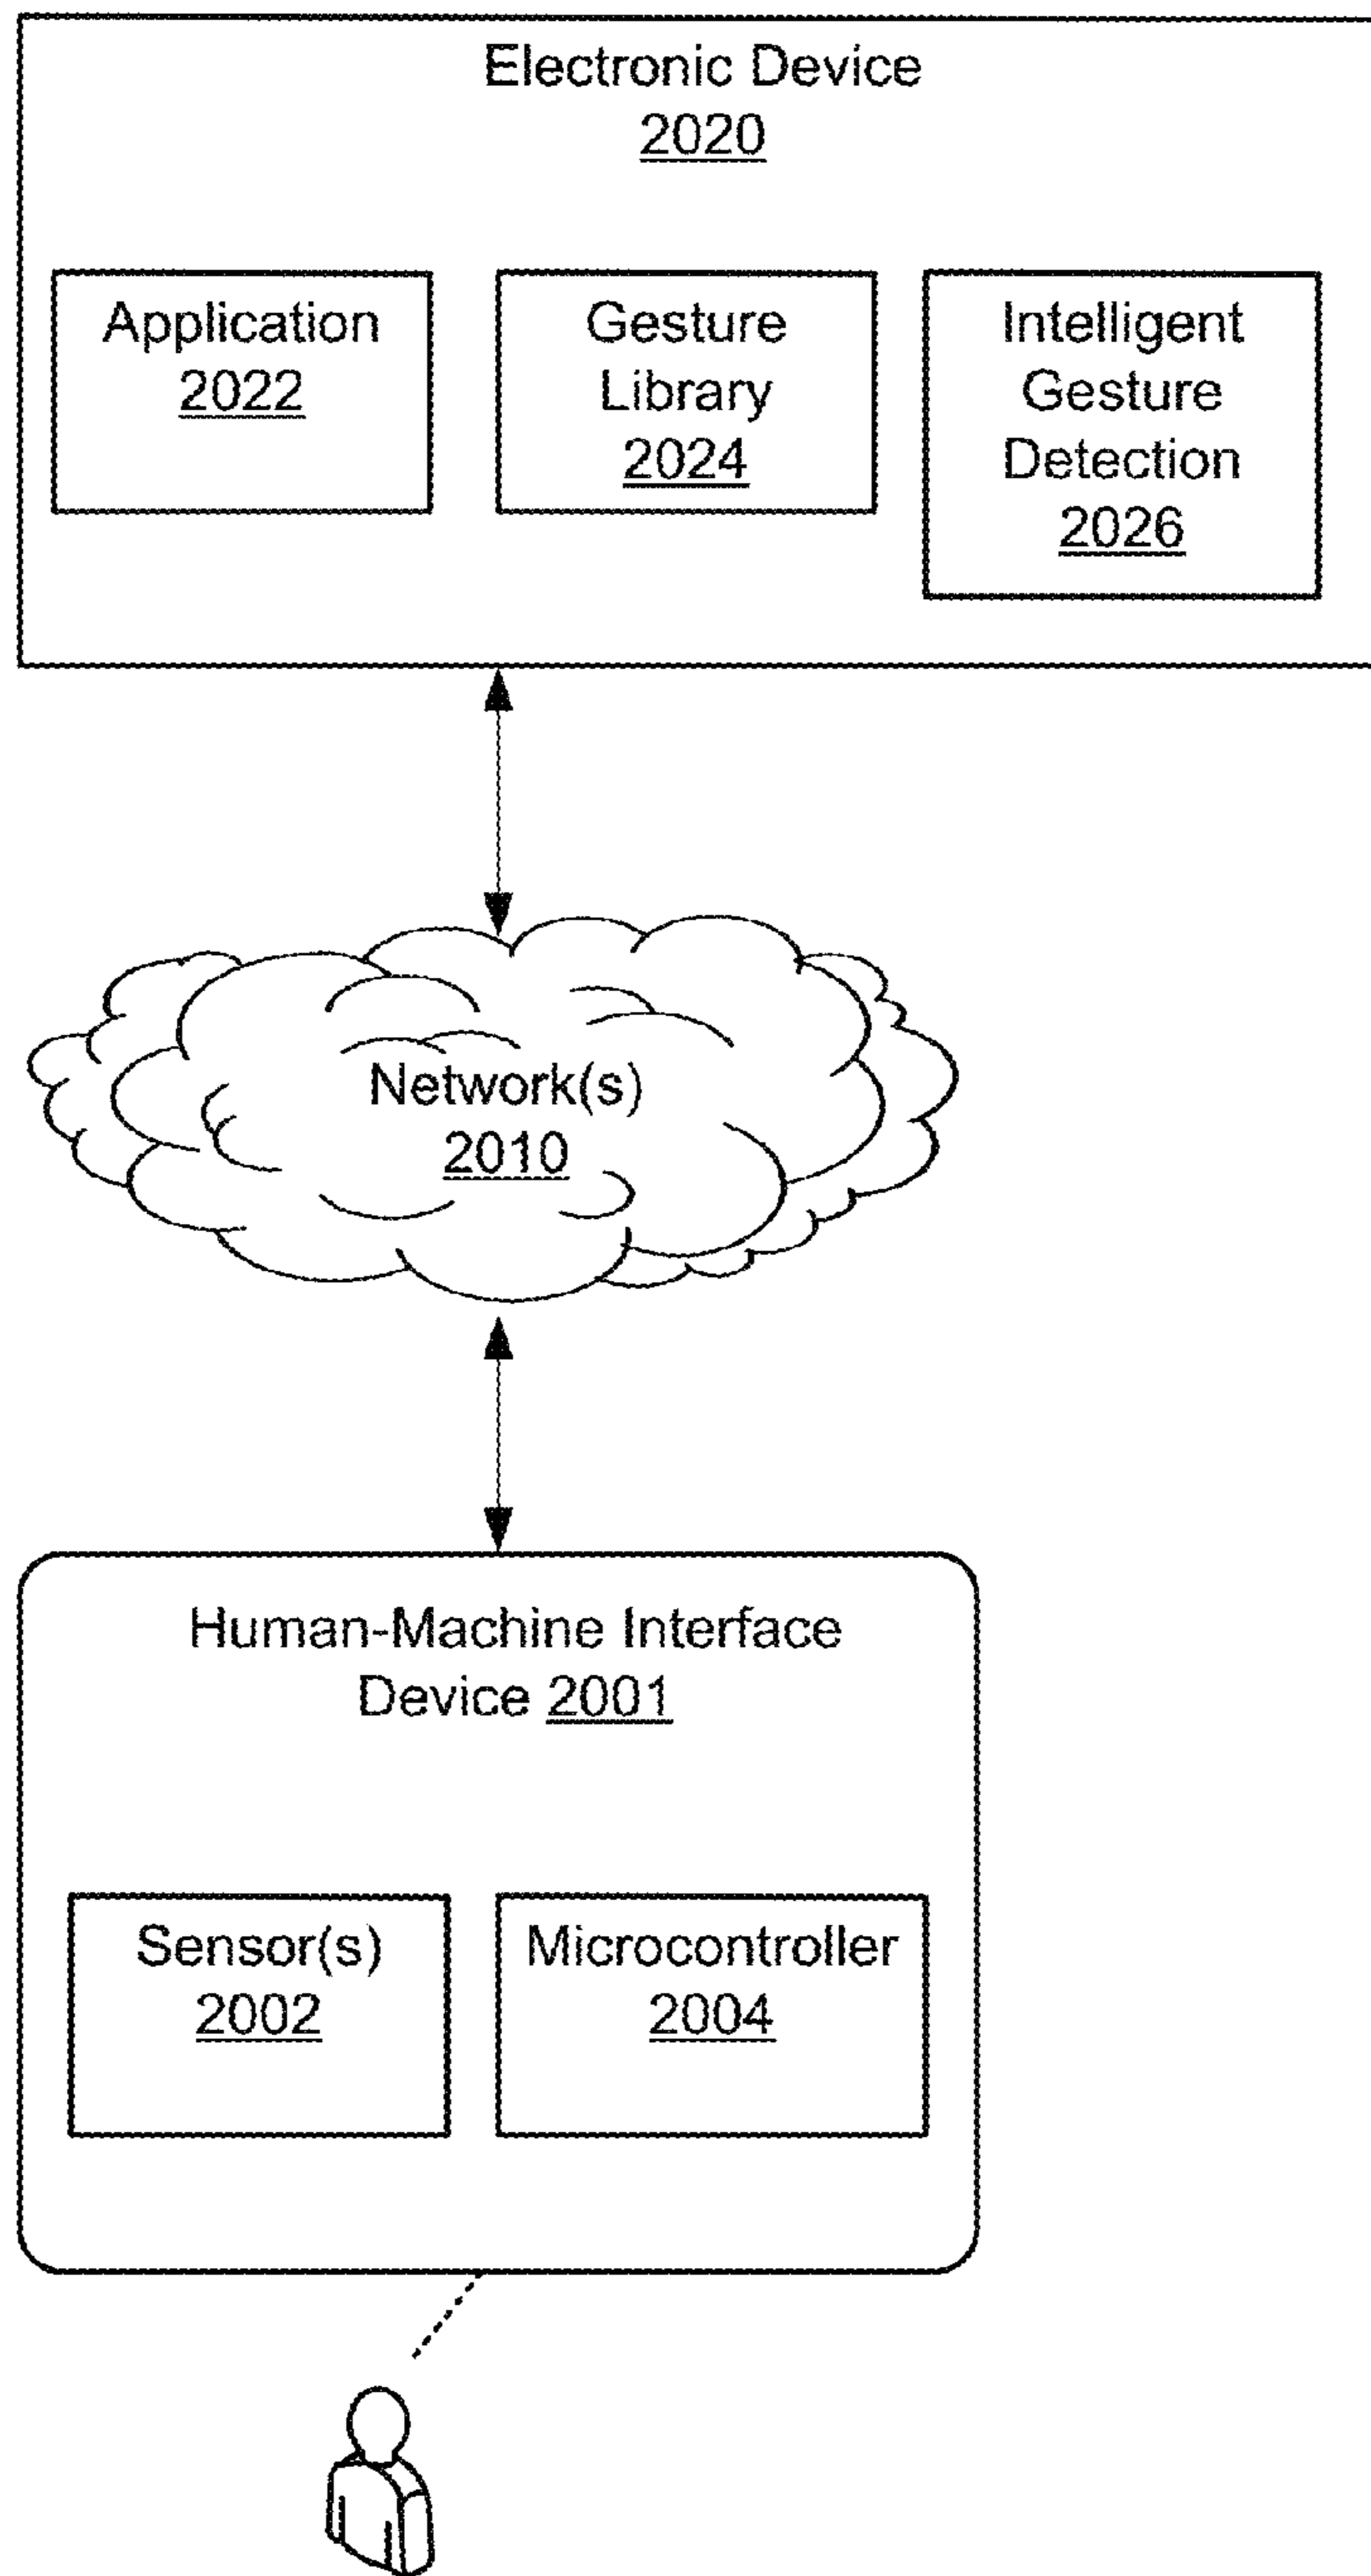 Electronic Device
2020
Application
2022
Gesture
Library
2024
Intelligent
Gesture
Detection
2026
Network(s)
2010
Human-Machine Interface
Device 2001
Sensor(s)
2002
Microcontroller
2004